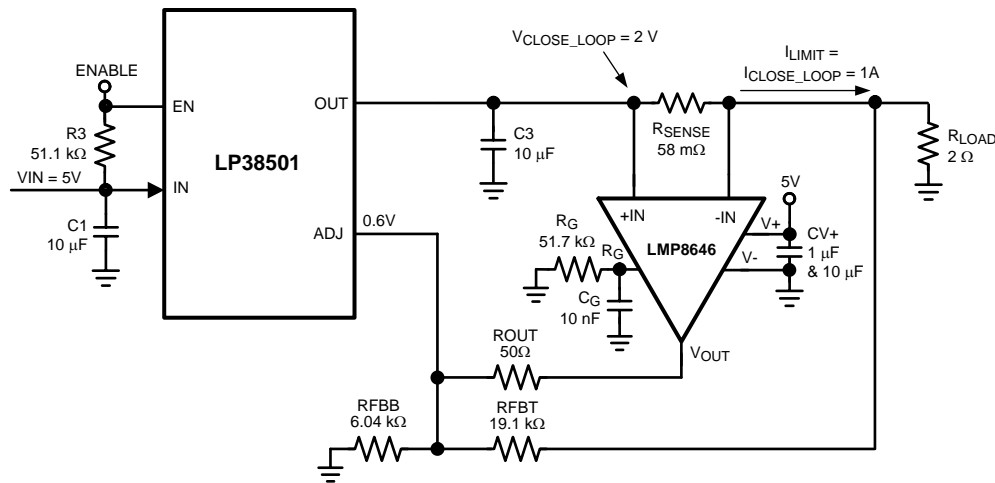 VCLOSE_LOOP = 2 V
ILIMIT =
ICLOSE_LOOP = 1A
ENABLE
EN
OUT
R3
51.1 kΩ
LP38501
C3
10 µF
RSENSE
58 mΩ
RLOAD
2 Ω
VIN = 5V
IN
C1
10 µF
ADJ
0.6V
+IN
-IN
5V
RG
51.7 kΩ
RG
LMP8646
V+
V-
CV+
1 µF
& 10 µF
CG
10 nF
ROUT
50Ω
VOUT
RFBB
6.04 kΩ
RFBT
19.1 kΩ